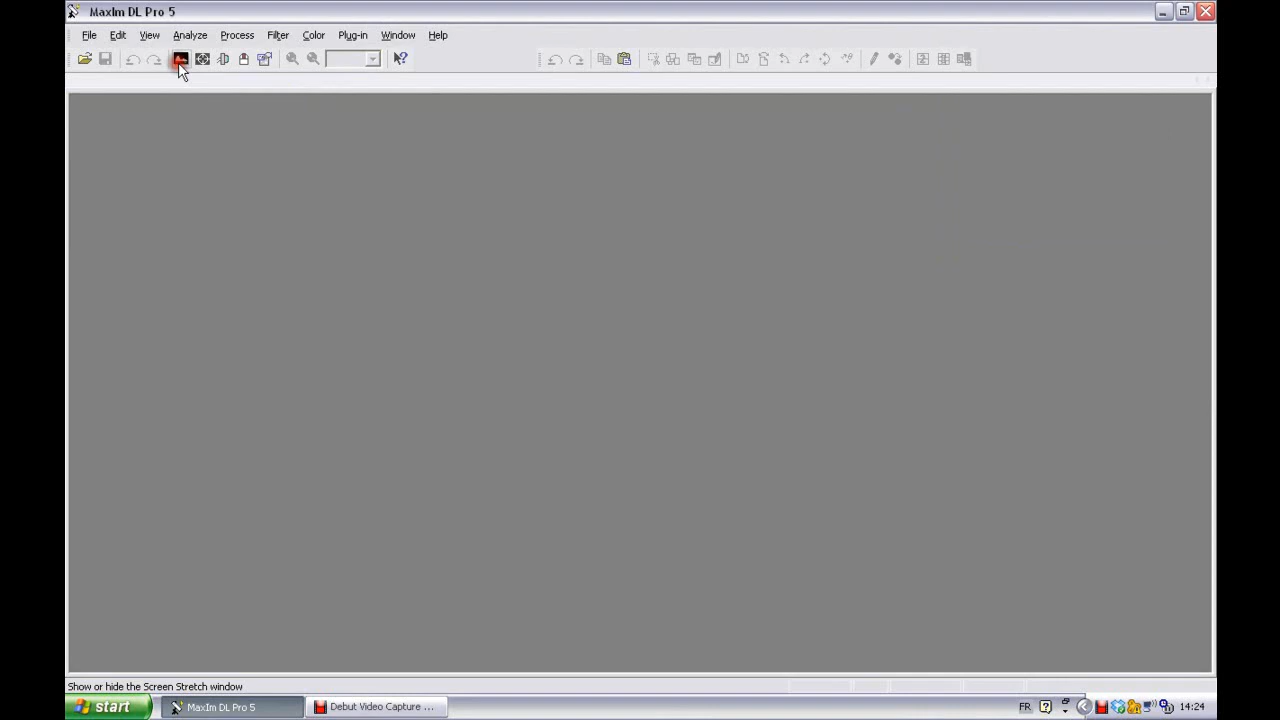 MaxIm DL Pro 5
File Edit View Analyze Process Filter Color Plug-in Window Help
Show or hide the Screen Stretch window
start MaxIm DL Pro 5 Debut Video Capture ... FR 14:24